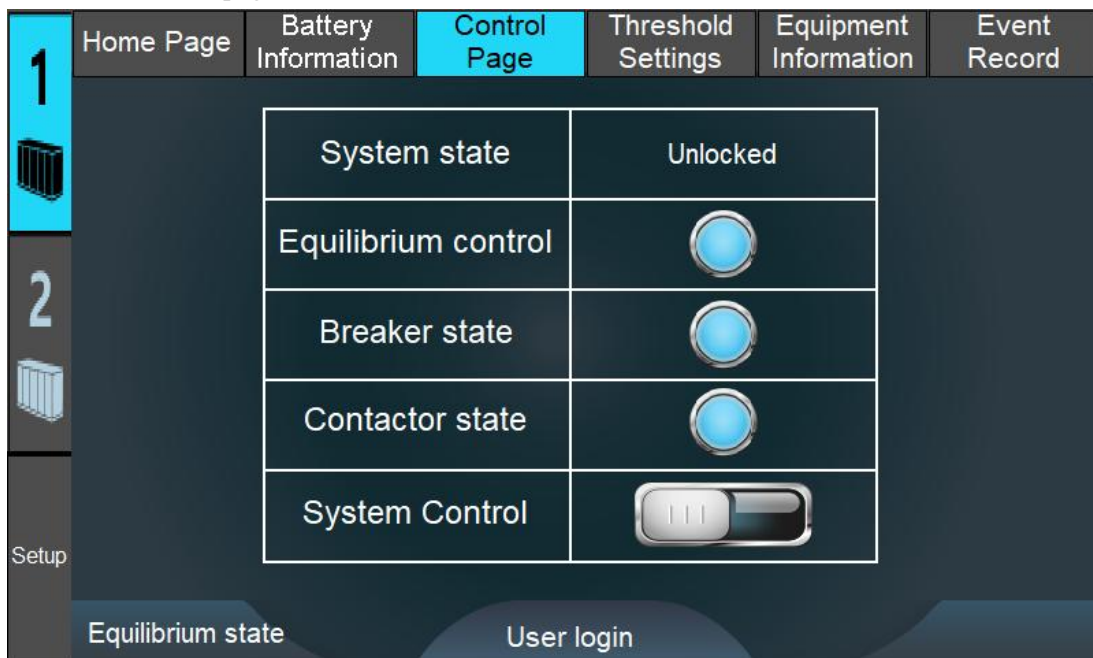 1
Home Page
Battery
Information
Control
Page
Threshold
Settings
Equipment
Information
Event
Record
System state
Unlocked
Equilibrium control
2
Breaker state
Contactor state
System Control
Setup
Equilibrium state
User login